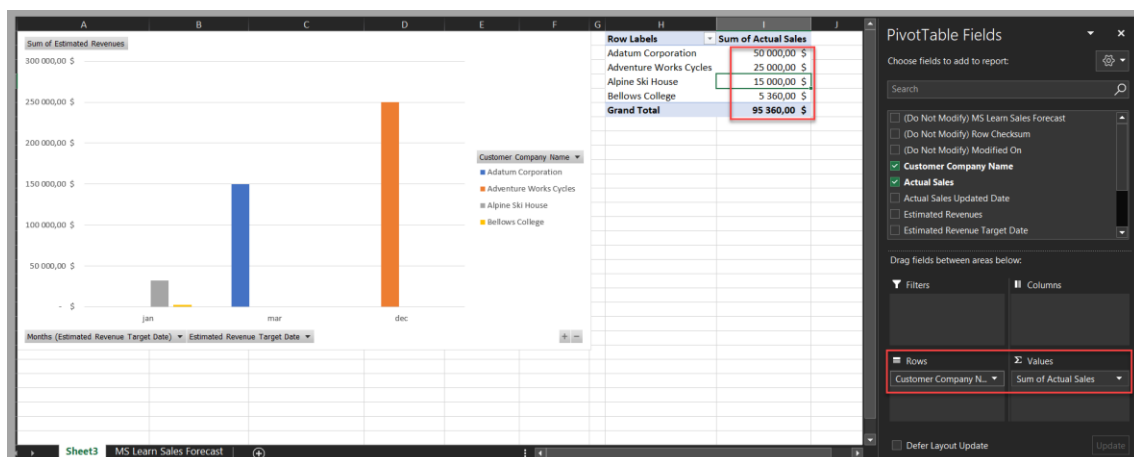 A B C D E F G H I J
Sum of Estimated Revenues
300 000,00 $
250 000,00 $
200 000,00 $
150 000,00 $
100 000,00 $
50 000,00 $
- $
jan mar dec
Months (Estimated Revenue Target Date) Estimated Revenue Target Date
+ -
Customer Company Name
Adatum Corporation
Adventure Works Cycles
Alpine Ski House
Bellows College
Row Labels Sum of Actual Sales
Adatum Corporation 50 000,00 $
Adventure Works Cycles 25 000,00 $
Alpine Ski House 15 000,00 $
Bellows College 5 360,00 $
Grand Total 95 360,00 $
Sheet3 MS Learn Sales Forecast
PivotTable Fields
Choose fields to add to report:
Search
(Do Not Modify) MS Learn Sales Forecast
(Do Not Modify) Row Checksum
(Do Not Modify) Modified On
Customer Company Name
Actual Sales
Actual Sales Updated Date
Estimated Revenues
Estimated Revenue Target Date
Drag fields between areas below:
Filters Columns
Rows Σ Values
Customer Company N... Sum of Actual Sales
Defer Layout Update Update